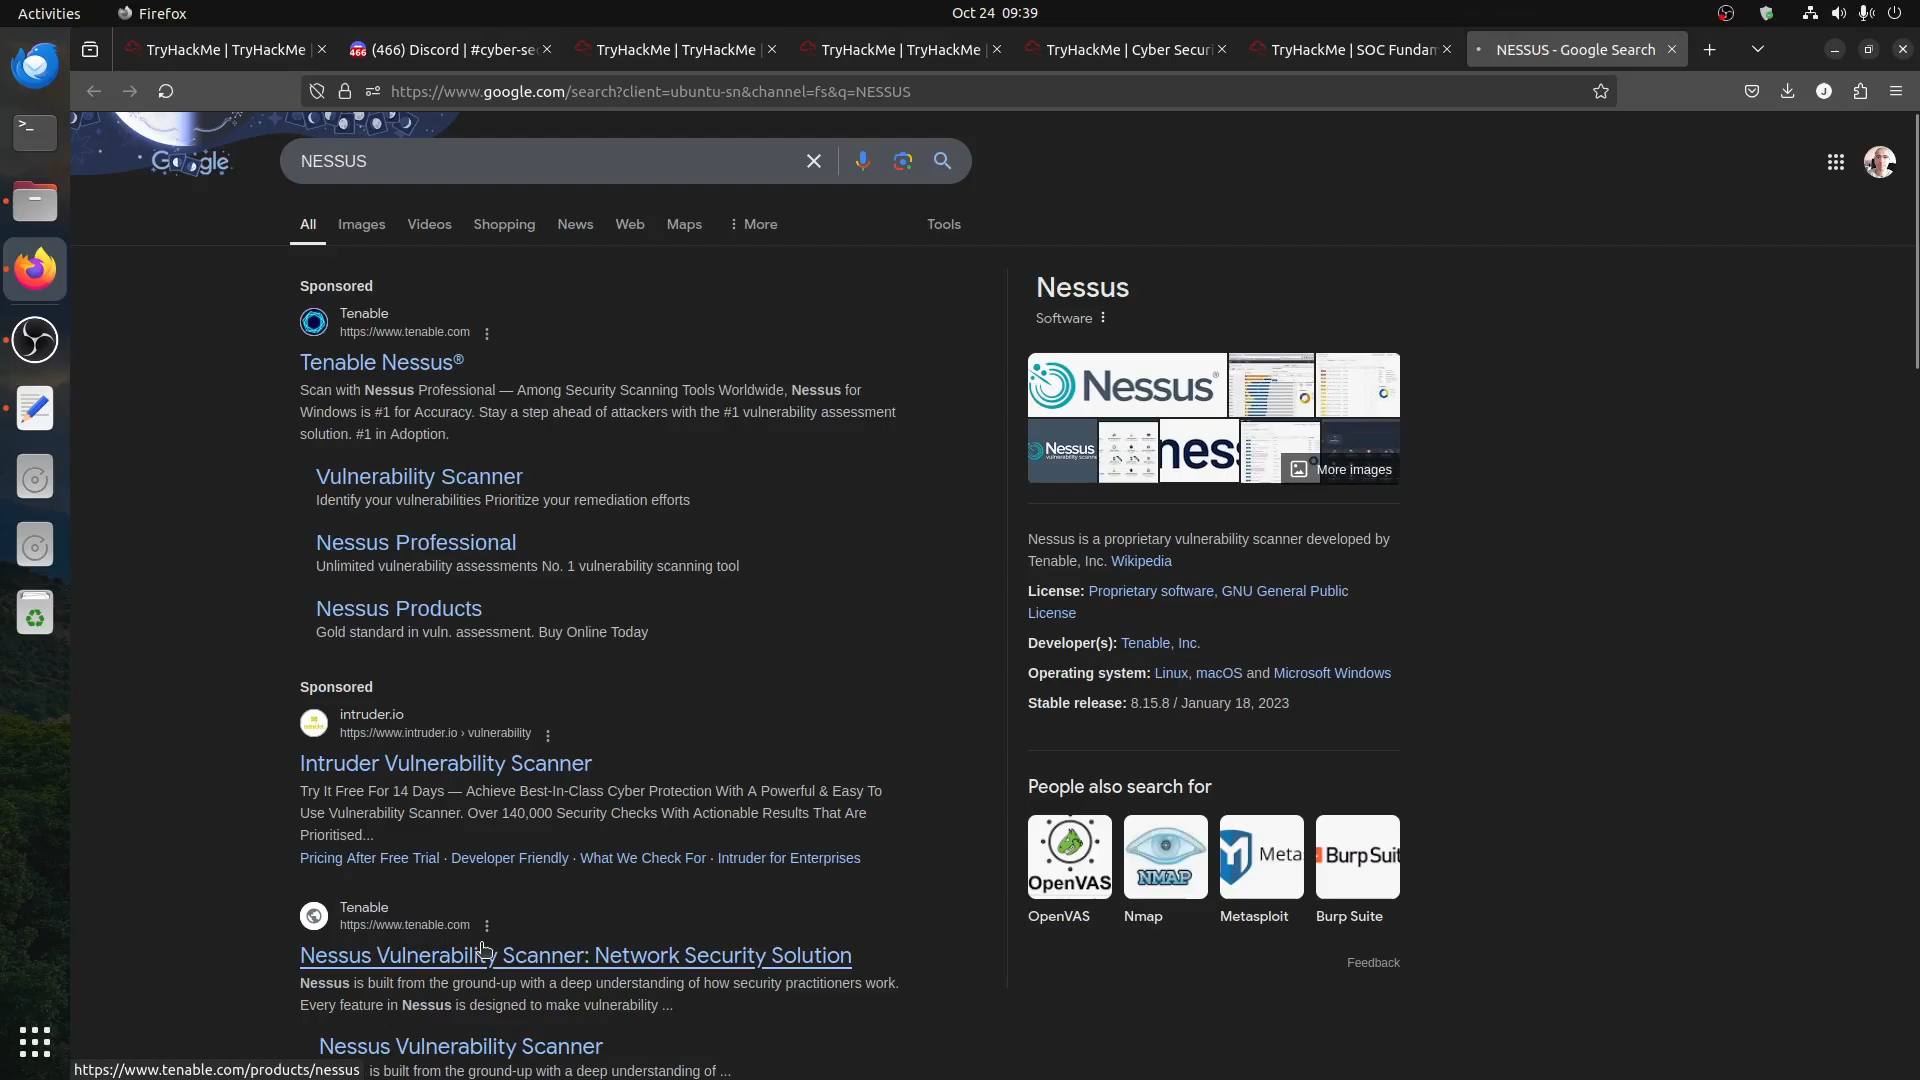 Activities
Firefox
Oct 24 09:39
TryHackMe | TryHackMe
(466) Discord | #cyber-sec
TryHackMe | TryHackMe
TryHackMe | TryHackMe
TryHackMe | Cyber Securi
TryHackMe | SOC Fundam
NESSUS - Google Search
https://www.google.com/search?client=ubuntu-sn&channel=fs&q=NESSUS
J
Google
NESSUS
All
Images
Videos
Shopping
News
Web
Maps
More
Tools
Sponsored
Tenable
https://www.tenable.com
Tenable Nessus®
Scan with Nessus Professional — Among Security Scanning Tools Worldwide, Nessus for
Windows is #1 for Accuracy. Stay a step ahead of attackers with the #1 vulnerability assessment
solution. #1 in Adoption.
Vulnerability Scanner
Identify your vulnerabilities Prioritize your remediation efforts
Nessus Professional
Unlimited vulnerability assessments No. 1 vulnerability scanning tool
Nessus Products
Gold standard in vuln. assessment. Buy Online Today
Sponsored
intruder.io
https://www.intruder.io › vulnerability
Intruder Vulnerability Scanner
Try It Free For 14 Days — Achieve Best-In-Class Cyber Protection With A Powerful & Easy To
Use Vulnerability Scanner. Over 140,000 Security Checks With Actionable Results That Are
Prioritised...
Pricing After Free Trial · Developer Friendly · What We Check For · Intruder for Enterprises
Tenable
https://www.tenable.com
Nessus Vulnerability Scanner: Network Security Solution
Nessus is built from the ground-up with a deep understanding of how security practitioners work.
Every feature in Nessus is designed to make vulnerability ...
Nessus Vulnerability Scanner
https://www.tenable.com/products/nessus
is built from the ground-up with a deep understanding of ...
Nessus
Software
Nessus®
Nessus
vulnerability scanner
ness
More images
Nessus is a proprietary vulnerability scanner developed by
Tenable, Inc. Wikipedia
License: Proprietary software, GNU General Public
License
Developer(s): Tenable, Inc.
Operating system: Linux, macOS and Microsoft Windows
Stable release: 8.15.8 / January 18, 2023
People also search for
OpenVAS
NMAP
Metas
Burp Suit
OpenVAS
Nmap
Metasploit
Burp Suite
Feedback